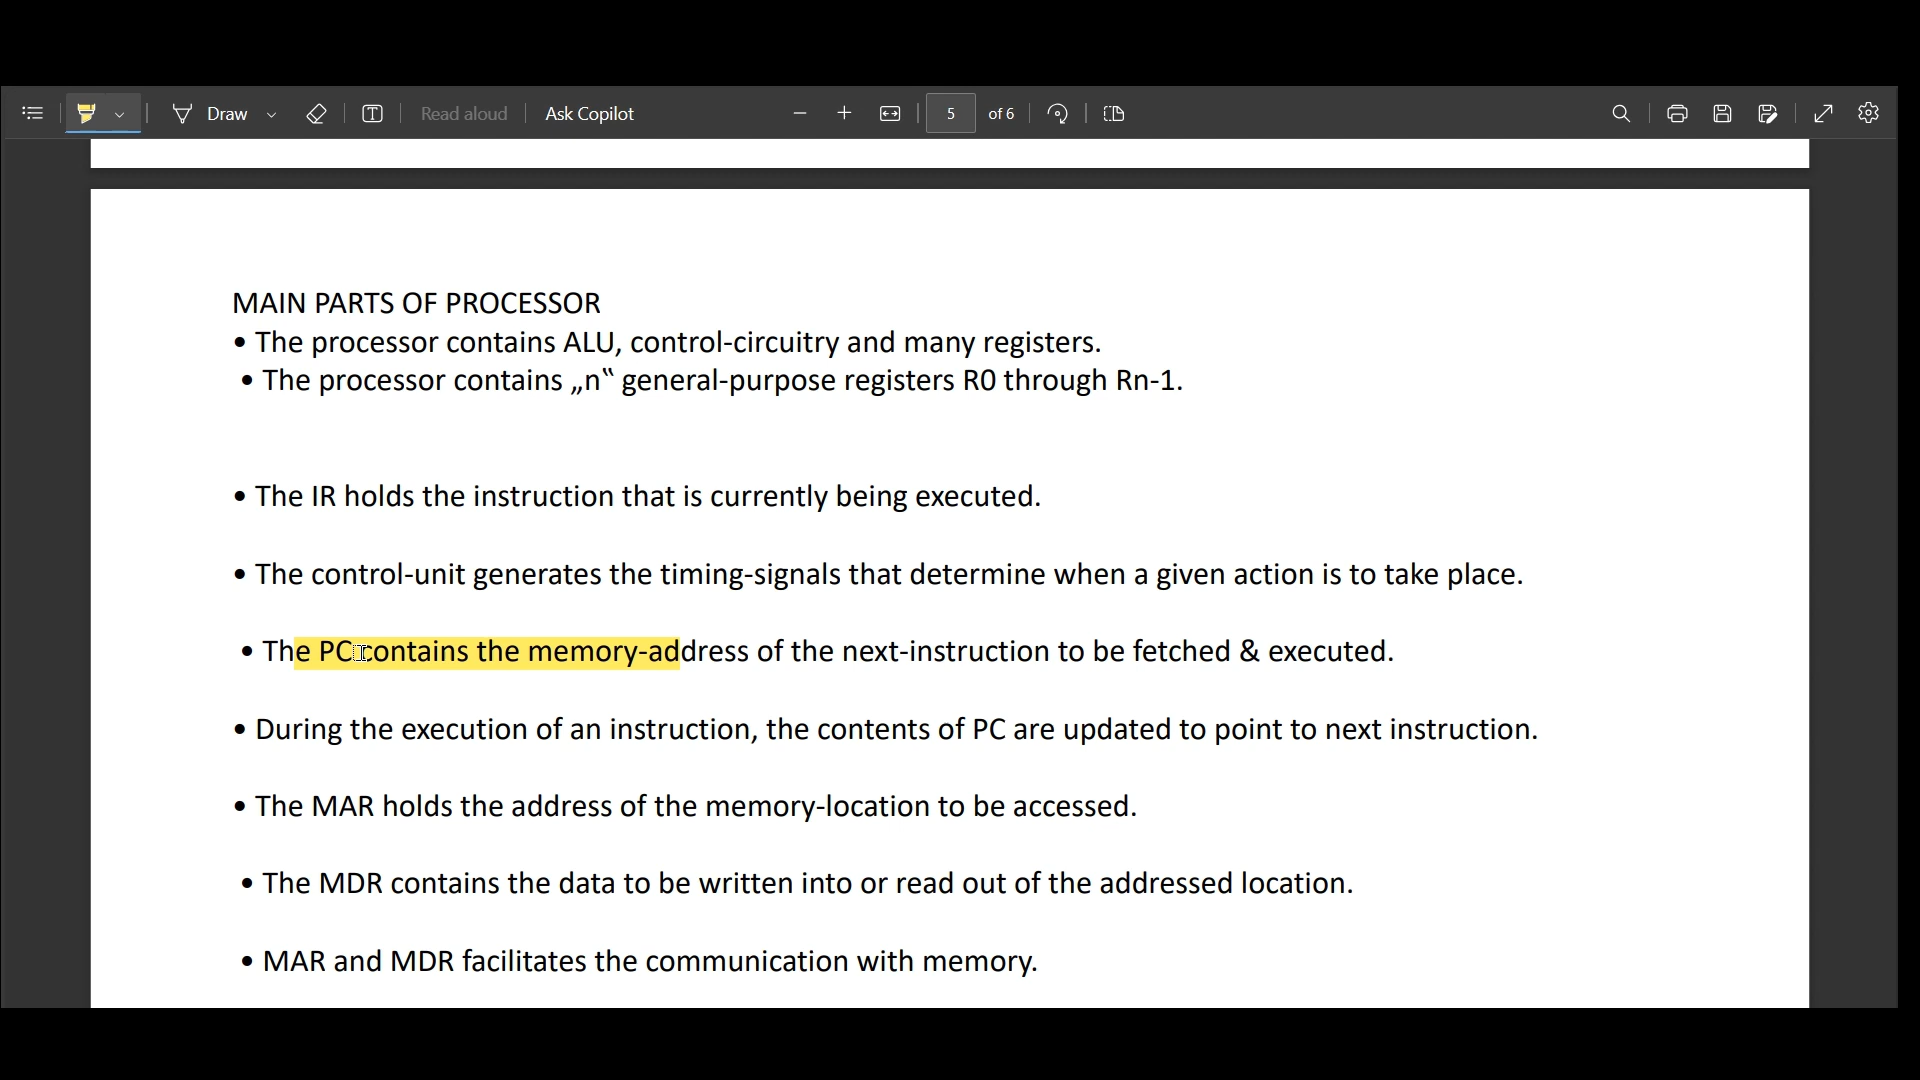 Draw Read aloud Ask Copilot 5 of 6
MAIN PARTS OF PROCESSOR
• The processor contains ALU, control-circuitry and many registers.
• The processor contains „n‟ general-purpose registers R0 through Rn-1.
• The IR holds the instruction that is currently being executed.
• The control-unit generates the timing-signals that determine when a given action is to take place.
• The PC contains the memory-address of the next-instruction to be fetched & executed.
• During the execution of an instruction, the contents of PC are updated to point to next instruction.
• The MAR holds the address of the memory-location to be accessed.
• The MDR contains the data to be written into or read out of the addressed location.
• MAR and MDR facilitates the communication with memory.